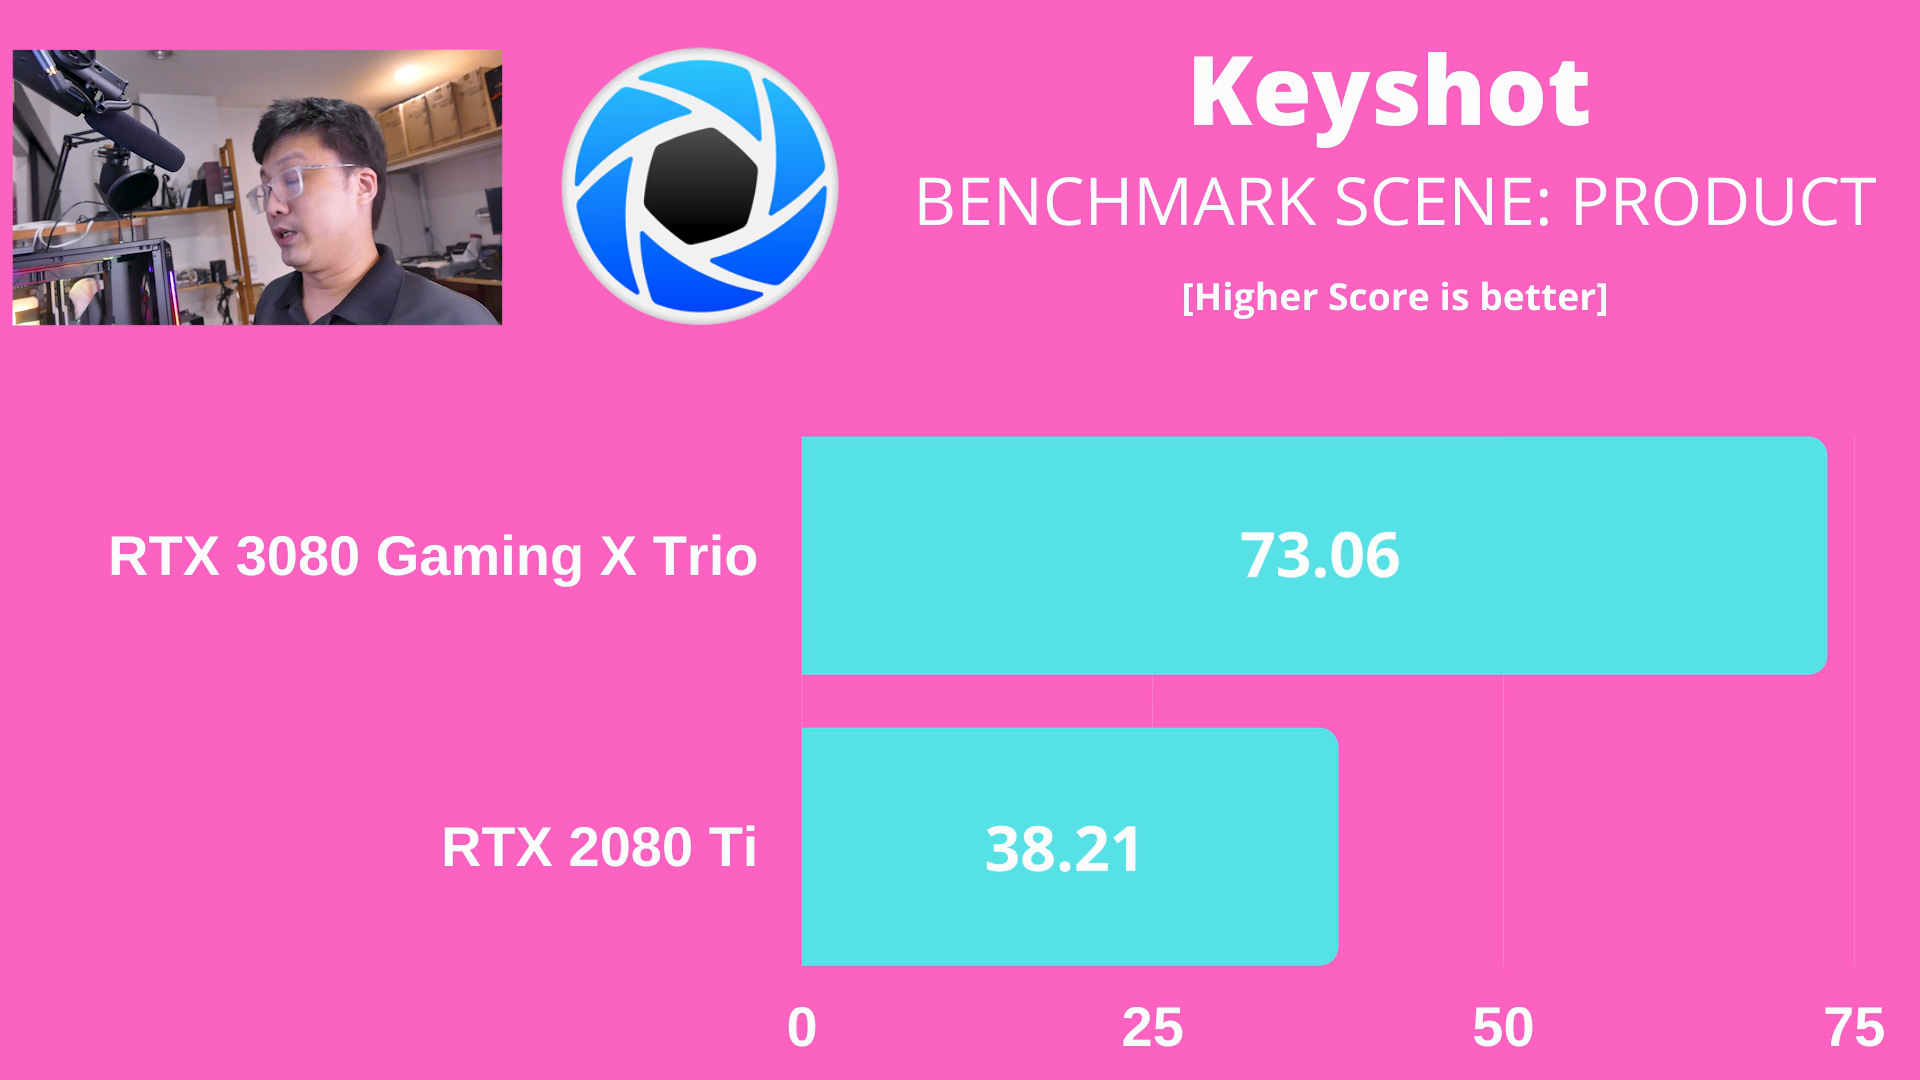 Keyshot
BENCHMARK SCENE: PRODUCT
[Higher Score is better]
RTX 3080 Gaming X Trio
73.06
RTX 2080 Ti
38.21
0 25 50 75